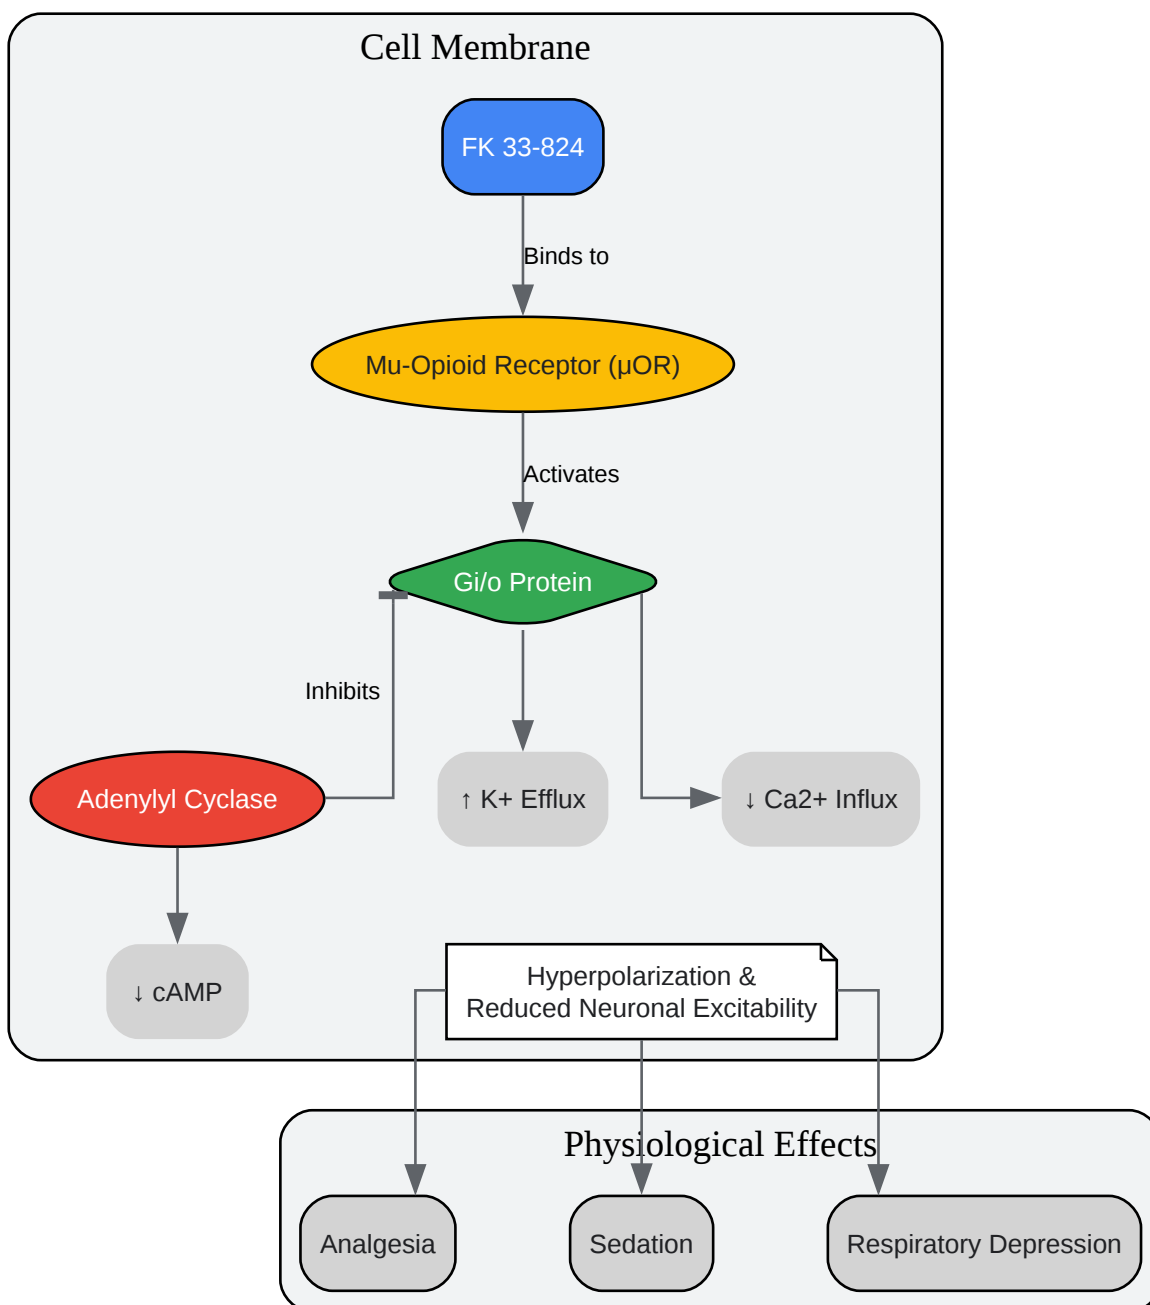 Cell Membrane
FK 33-824
Binds to
Mu-Opioid Receptor (μOR)
Activates
Gi/o Protein
Inhibits
Adenylyl Cyclase
↑ K+ Efflux
↓ Ca2+ Influx
↓ cAMP
Hyperpolarization &
Reduced Neuronal Excitability
Physiological Effects
Analgesia
Sedation
Respiratory Depression